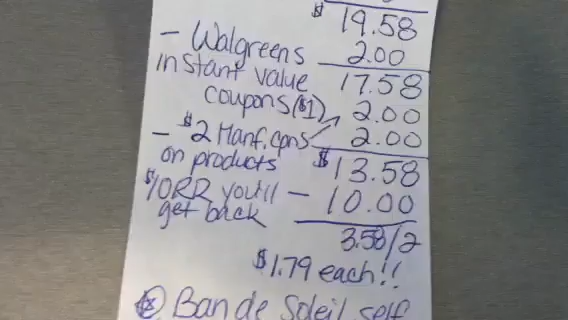 $ 19.58
- Walgreens 2.00
instant value 17.58
coupons ($1) 2.00
- $2 Manf. cpns 2.00
on products $13.58
$10RR you'll - 10.00
get back
3.58/2
$1.79 each!!
Ban de Soleil self